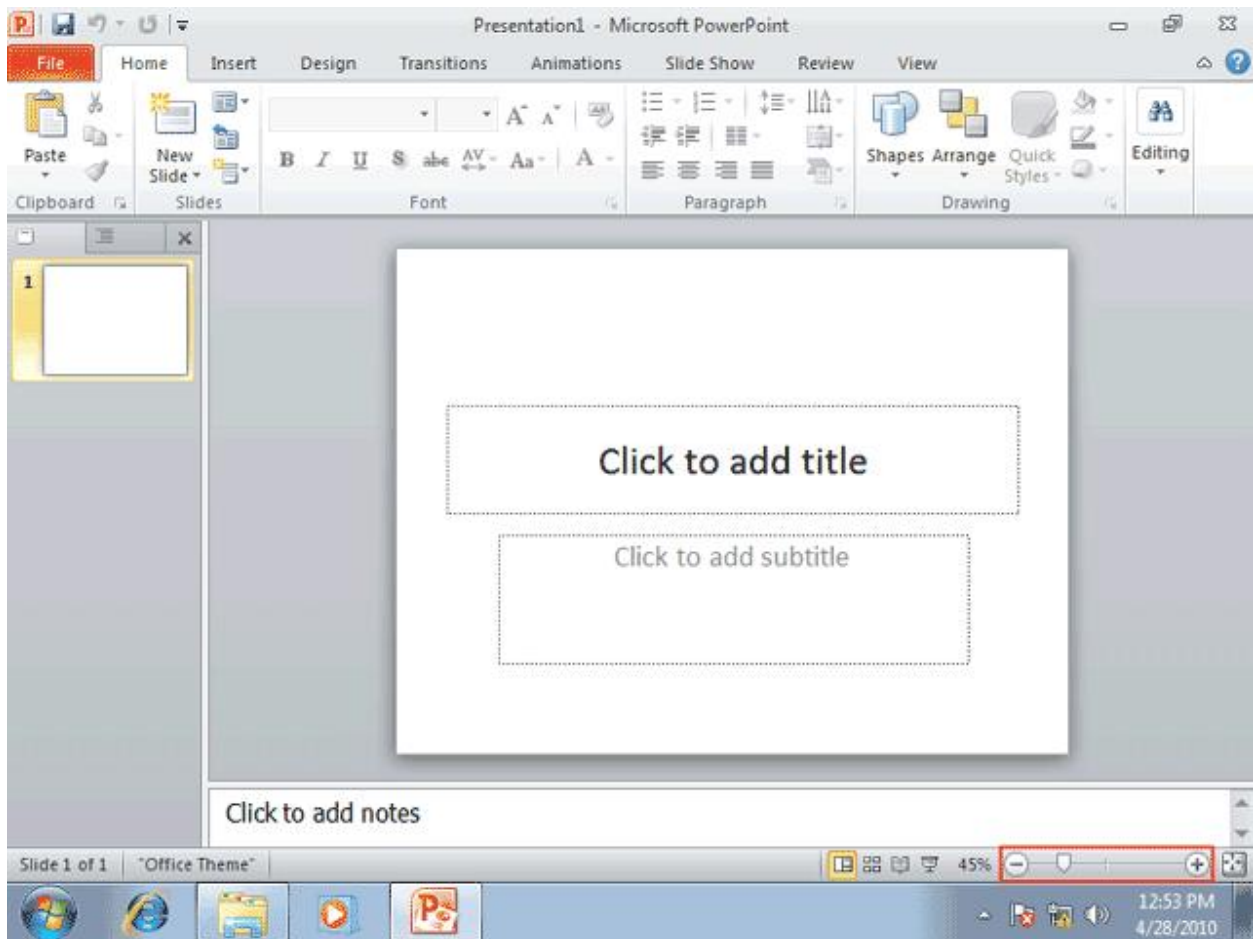 Presentation1 - Microsoft PowerPoint
File Home Insert Design Transitions Animations Slide Show Review View
Paste
New
Slide
B I U S abc AV Aa A
Shapes Arrange Quick
Styles
Editing
Clipboard Slides Font Paragraph Drawing
1
Click to add title
Click to add subtitle
Click to add notes
Slide 1 of 1 "Office Theme" 45%
12:53 PM
4/28/2010